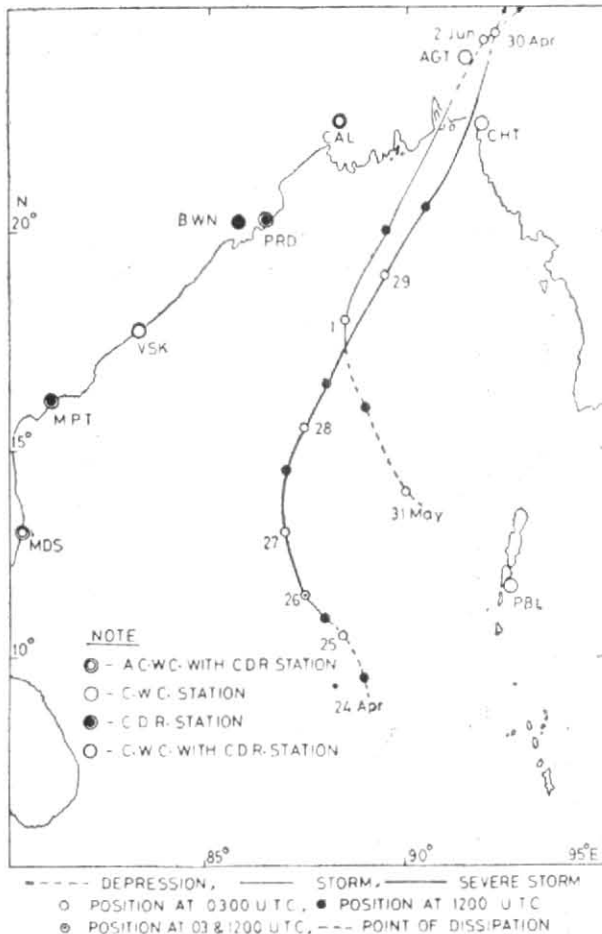 2 Jun
30 Apr
AGT
CAL
CHT
N
20°
BWN
PRD
29
1
VSK
MPT
28
15°
31 May
27
MDS
26
PBL
25
NOTE
- A C·W·C· WITH C D R STATION
10°
- C·W·C· STATION
24 Apr
- C D R· STATION
- C·W·C· WITH C D R· STATION
85° 90° 95°E
DEPRESSION, STORM, SEVERE STORM
POSITION AT 0300 U T C, POSITION AT 1200 U T C
POSITION AT 03 & 1200 U T C, POINT OF DISSIPATION